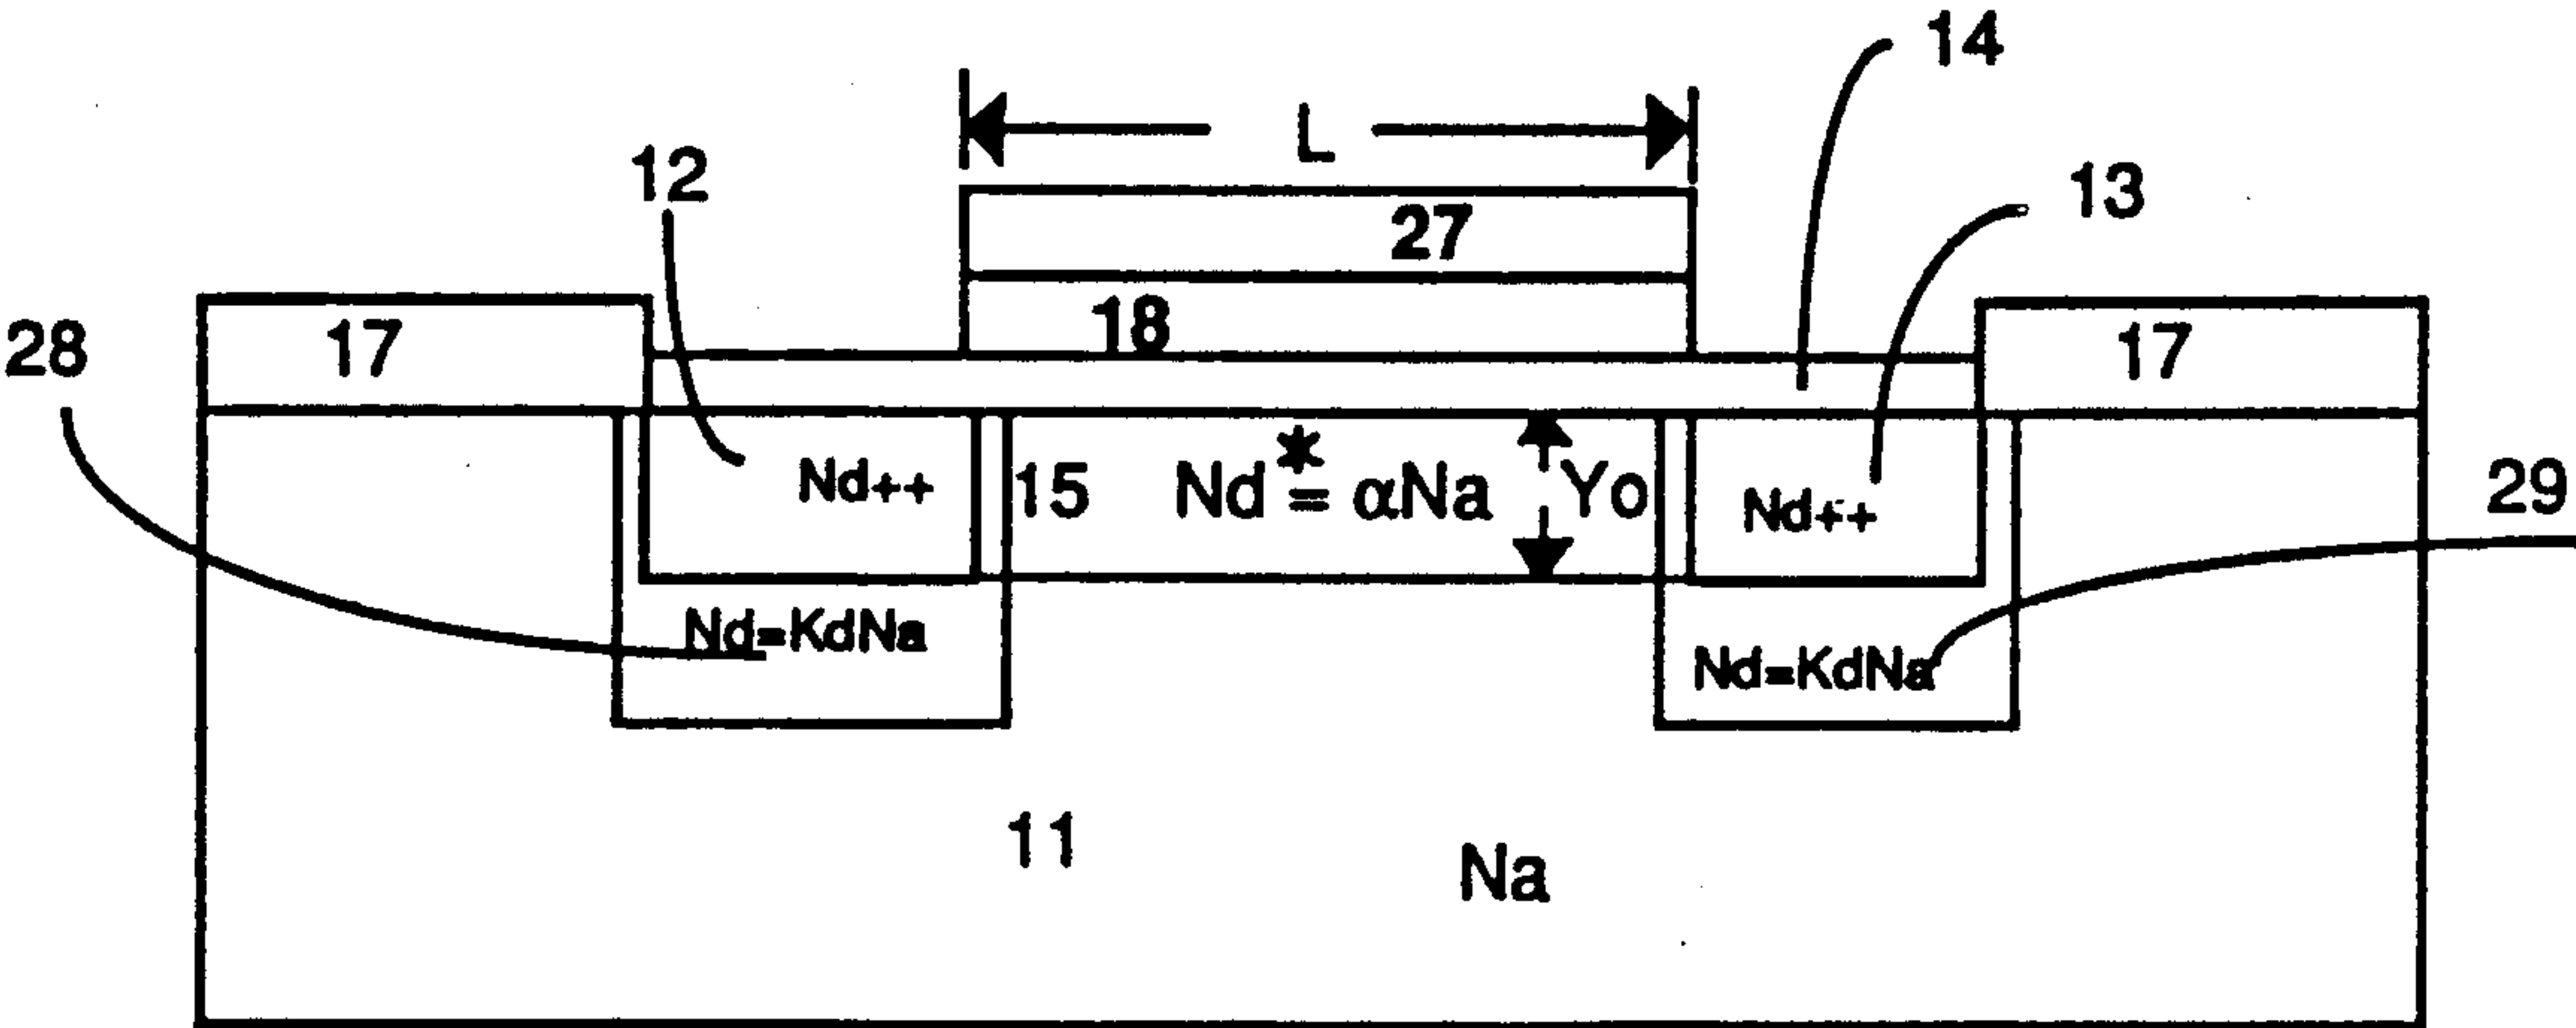 14
L
12
13
27
18
28
17
17
Nd++
15
Nd* = αNa
Yo
Nd++
29
Nd=KdNa
Nd=KdNa
11
Na